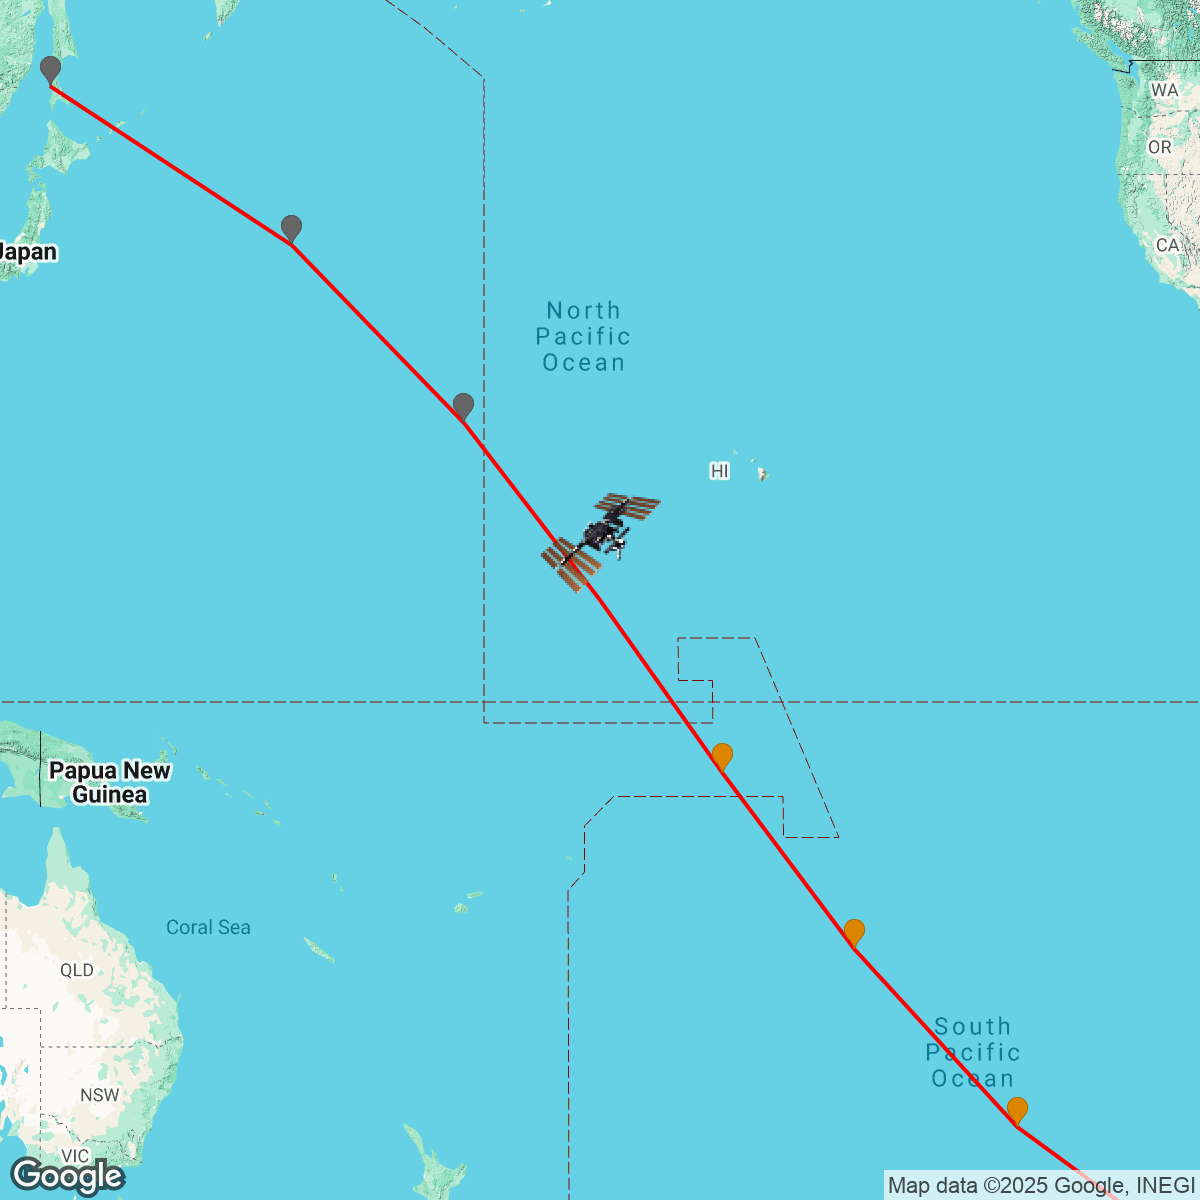 WA
OR
CA
Japan
North
Pacific
Ocean
HI
Papua New
Guinea
Coral Sea
QLD
South
Pacific
Ocean
NSW
VIC
Google
Map data ©2025 Google, INEGI